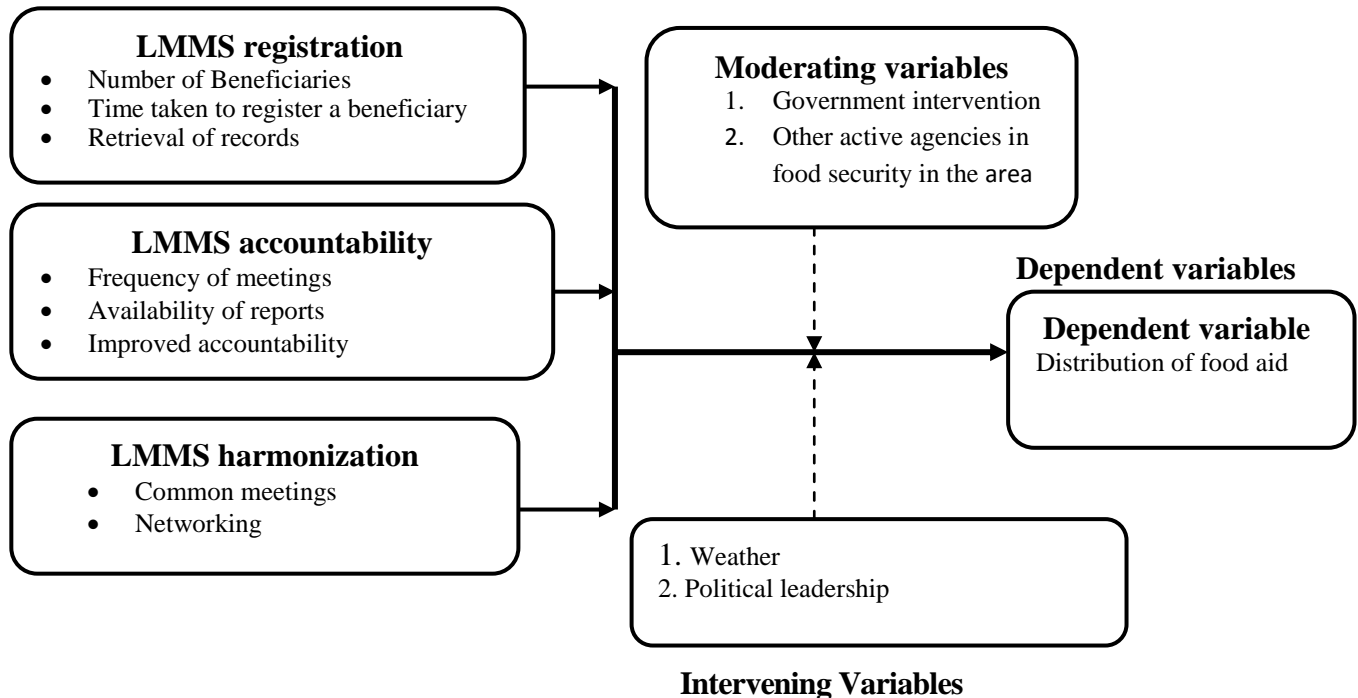 LMMS registration
• Number of Beneficiaries
• Time taken to register a beneficiary
• Retrieval of records
LMMS accountability
• Frequency of meetings
• Availability of reports
• Improved accountability
LMMS harmonization
• Common meetings
• Networking
Moderating variables
1. Government intervention
2. Other active agencies in
food security in the area
Dependent variables
Dependent variable
Distribution of food aid
1. Weather
2. Political leadership
Intervening Variables